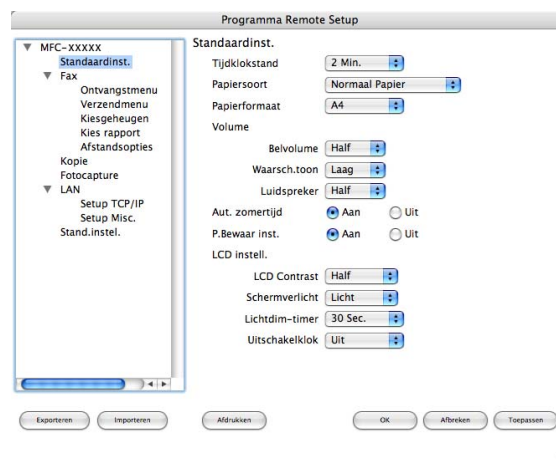 Programma Remote Setup
MFC-XXXXX
Standaardinst.
Fax
Ontvangstmenu
Verzendmenu
Kiesgeheugen
Kies rapport
Afstandsopties
Kopie
Fotocapture
LAN
Setup TCP/IP
Setup Misc.
Stand.instel.
Standaardinst.
Tijdklokstand 2 Min.
Papiersoort Normaal Papier
Papierformaat A4
Volume
Belvolume Half
Waarsch.toon Laag
Luidspreker Half
Aut. zomertijd Aan Uit
P.Bewaar inst. Aan Uit
LCD instell.
LCD Contrast Half
Schermverlicht Licht
Lichtdim-timer 30 Sec.
Uitschakelklok Uit
Exporteren Importeren Afdrukken OK Afbreken Toepassen